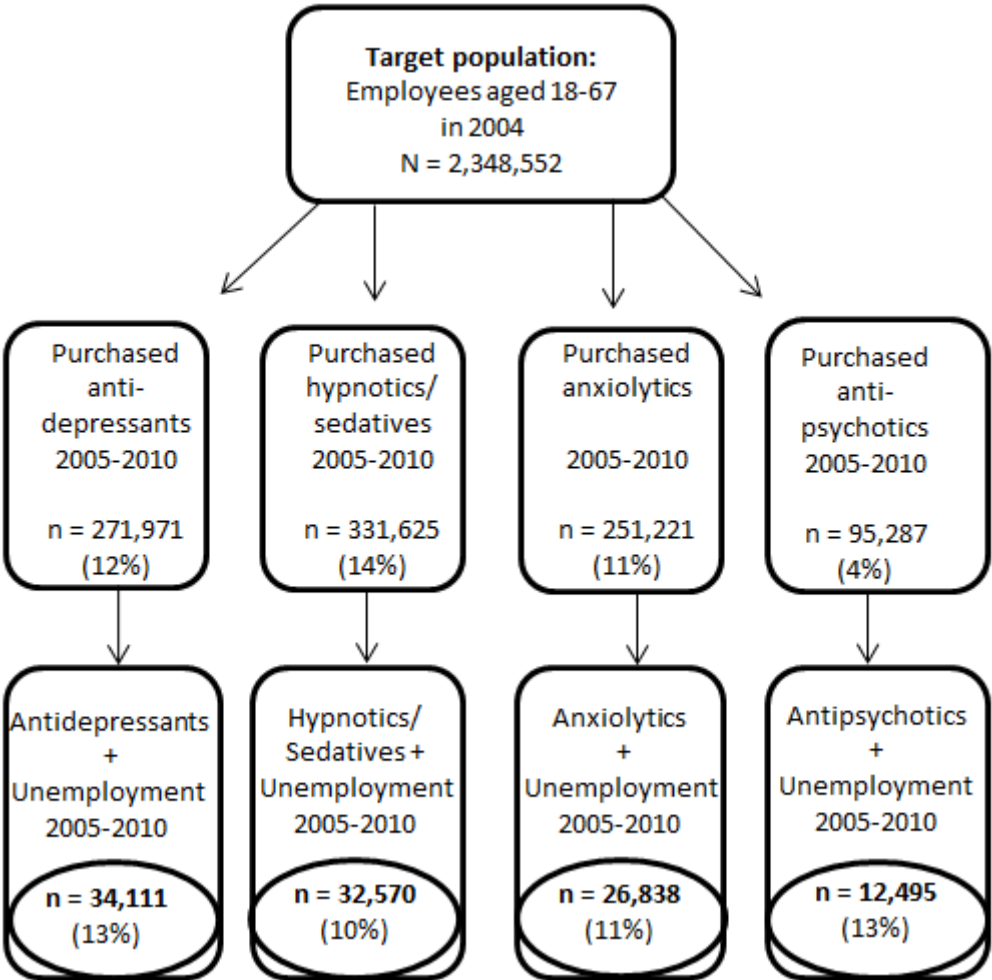 Target population:
Employees aged 18-67
in 2004
N = 2,348,552
Purchased
anti-
depressants
2005-2010
n = 271,971
(12%)
Purchased
hypnotics/
sedatives
2005-2010
n = 331,625
(14%)
Purchased
anxiolytics
2005-2010
n = 251,221
(11%)
Purchased
anti-
psychotics
2005-2010
n = 95,287
(4%)
Antidepressants
+
Unemployment
2005-2010
n = 34,111
(13%)
Hypnotics/
Sedatives +
Unemployment
2005-2010
n = 32,570
(10%)
Anxiolytics
+
Unemployment
2005-2010
n = 26,838
(11%)
Antipsychotics
+
Unemployment
2005-2010
n = 12,495
(13%)